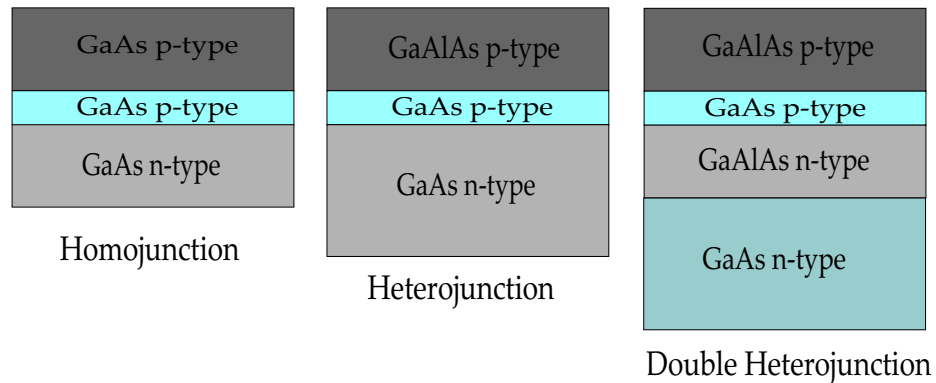 GaAs p-type
GaAs p-type
GaAs n-type
Homojunction
GaAlAs p-type
GaAs p-type
GaAs n-type
Heterojunction
GaAlAs p-type
GaAs p-type
GaAlAs n-type
GaAs n-type
Double Heterojunction